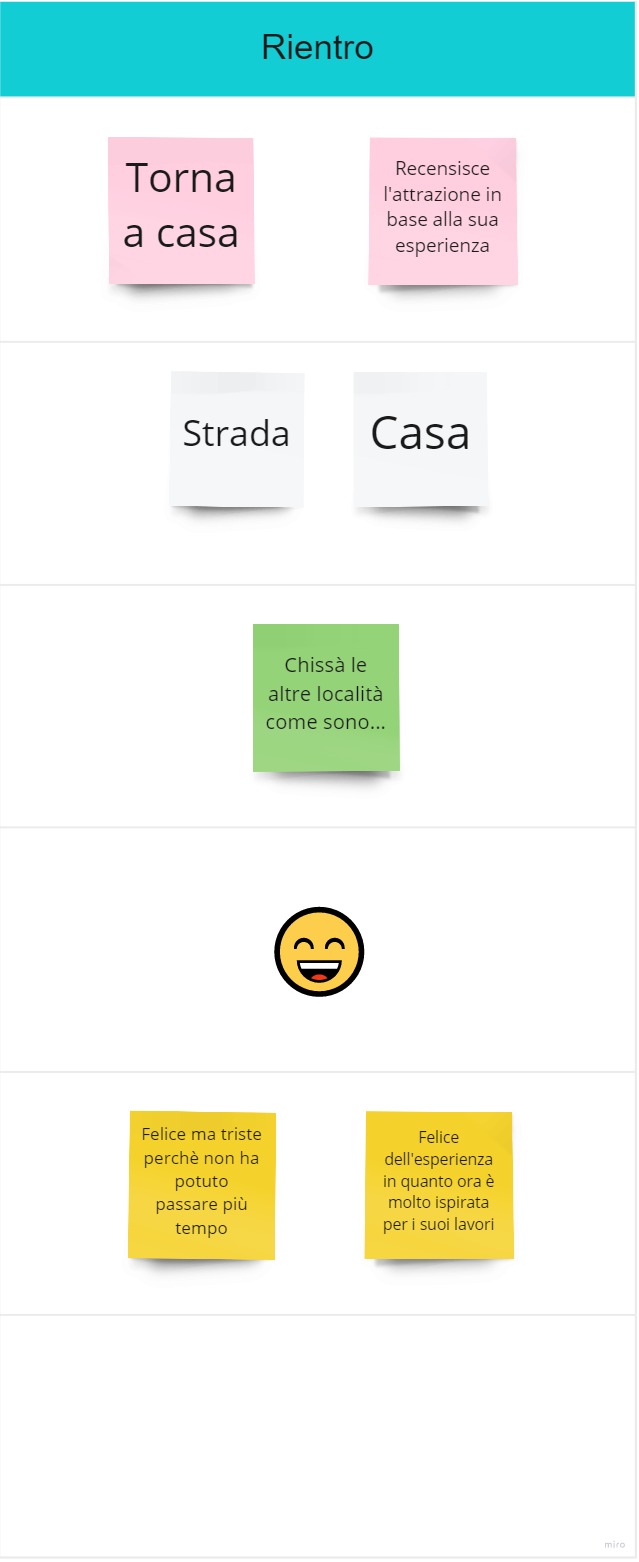 Rientro
Torna
a casa
Recensisce
l'attrazione in
base alla sua
esperienza
Strada
Casa
Chissà le
altre località
come sono...
Felice ma triste
perchè non ha
potuto
passare più
tempo
Felice
dell'esperienza
in quanto ora è
molto ispirata
per i suoi lavori
miro